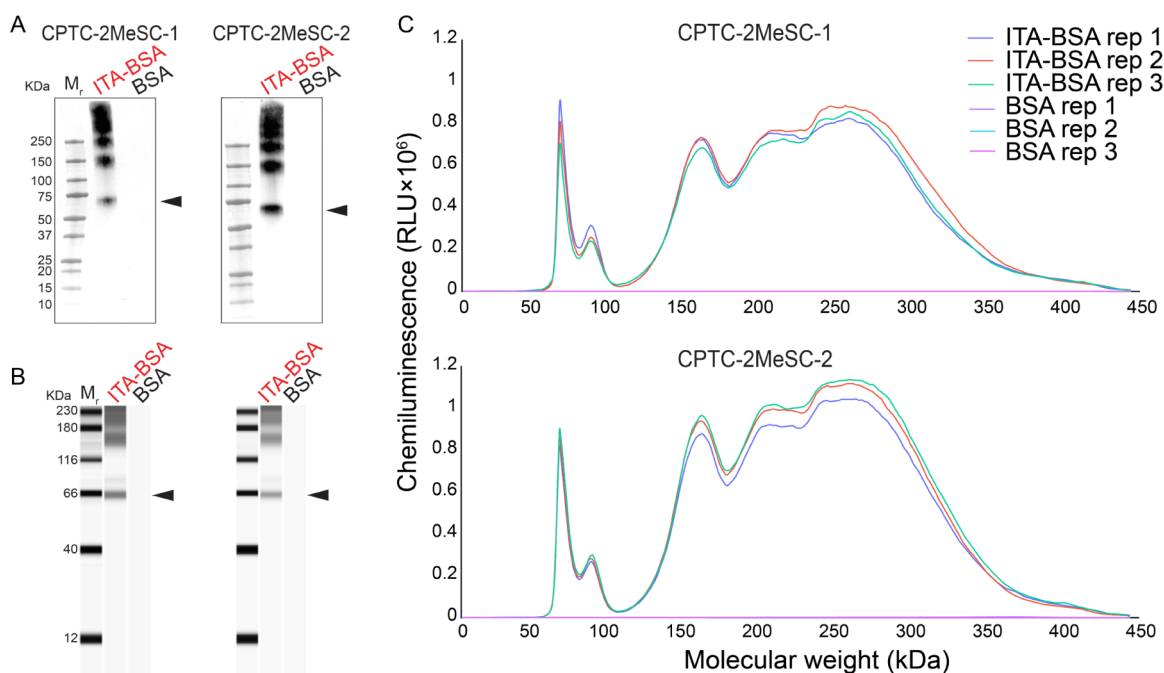 A
CPTC-2MeSC-1
CPTC-2MeSC-2
KDa
Mr
ITA-BSA
BSA
ITA-BSA
BSA
250
150
100
75
50
37
25
20
15
10
B
KDa
Mr
ITA-BSA
BSA
ITA-BSA
BSA
230
180
116
66
40
12
C
CPTC-2MeSC-1
ITA-BSA rep 1
ITA-BSA rep 2
ITA-BSA rep 3
BSA rep 1
BSA rep 2
BSA rep 3
1.2
1
0.8
0.6
0.4
0.2
0
0 50 100 150 200 250 300 350 400 450
Chemiluminescence (RLU×10⁶)
CPTC-2MeSC-2
1.2
1
0.8
0.6
0.4
0.2
0
0 50 100 150 200 250 300 350 400 450
Molecular weight (kDa)